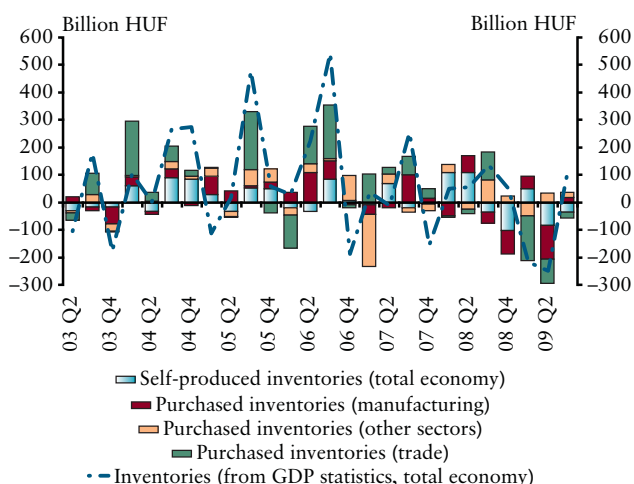 Billion HUF Billion HUF
600 600
500 500
400 400
300 300
200 200
100 100
0 0
–100 –100
–200 –200
–300 –300
03 Q2
03 Q4
04 Q2
04 Q4
05 Q2
05 Q4
06 Q2
06 Q4
07 Q2
07 Q4
08 Q2
08 Q4
09 Q2
Self-produced inventories (total economy)
Purchased inventories (manufacturing)
Purchased inventories (other sectors)
Purchased inventories (trade)
Inventories (from GDP statistics, total economy)